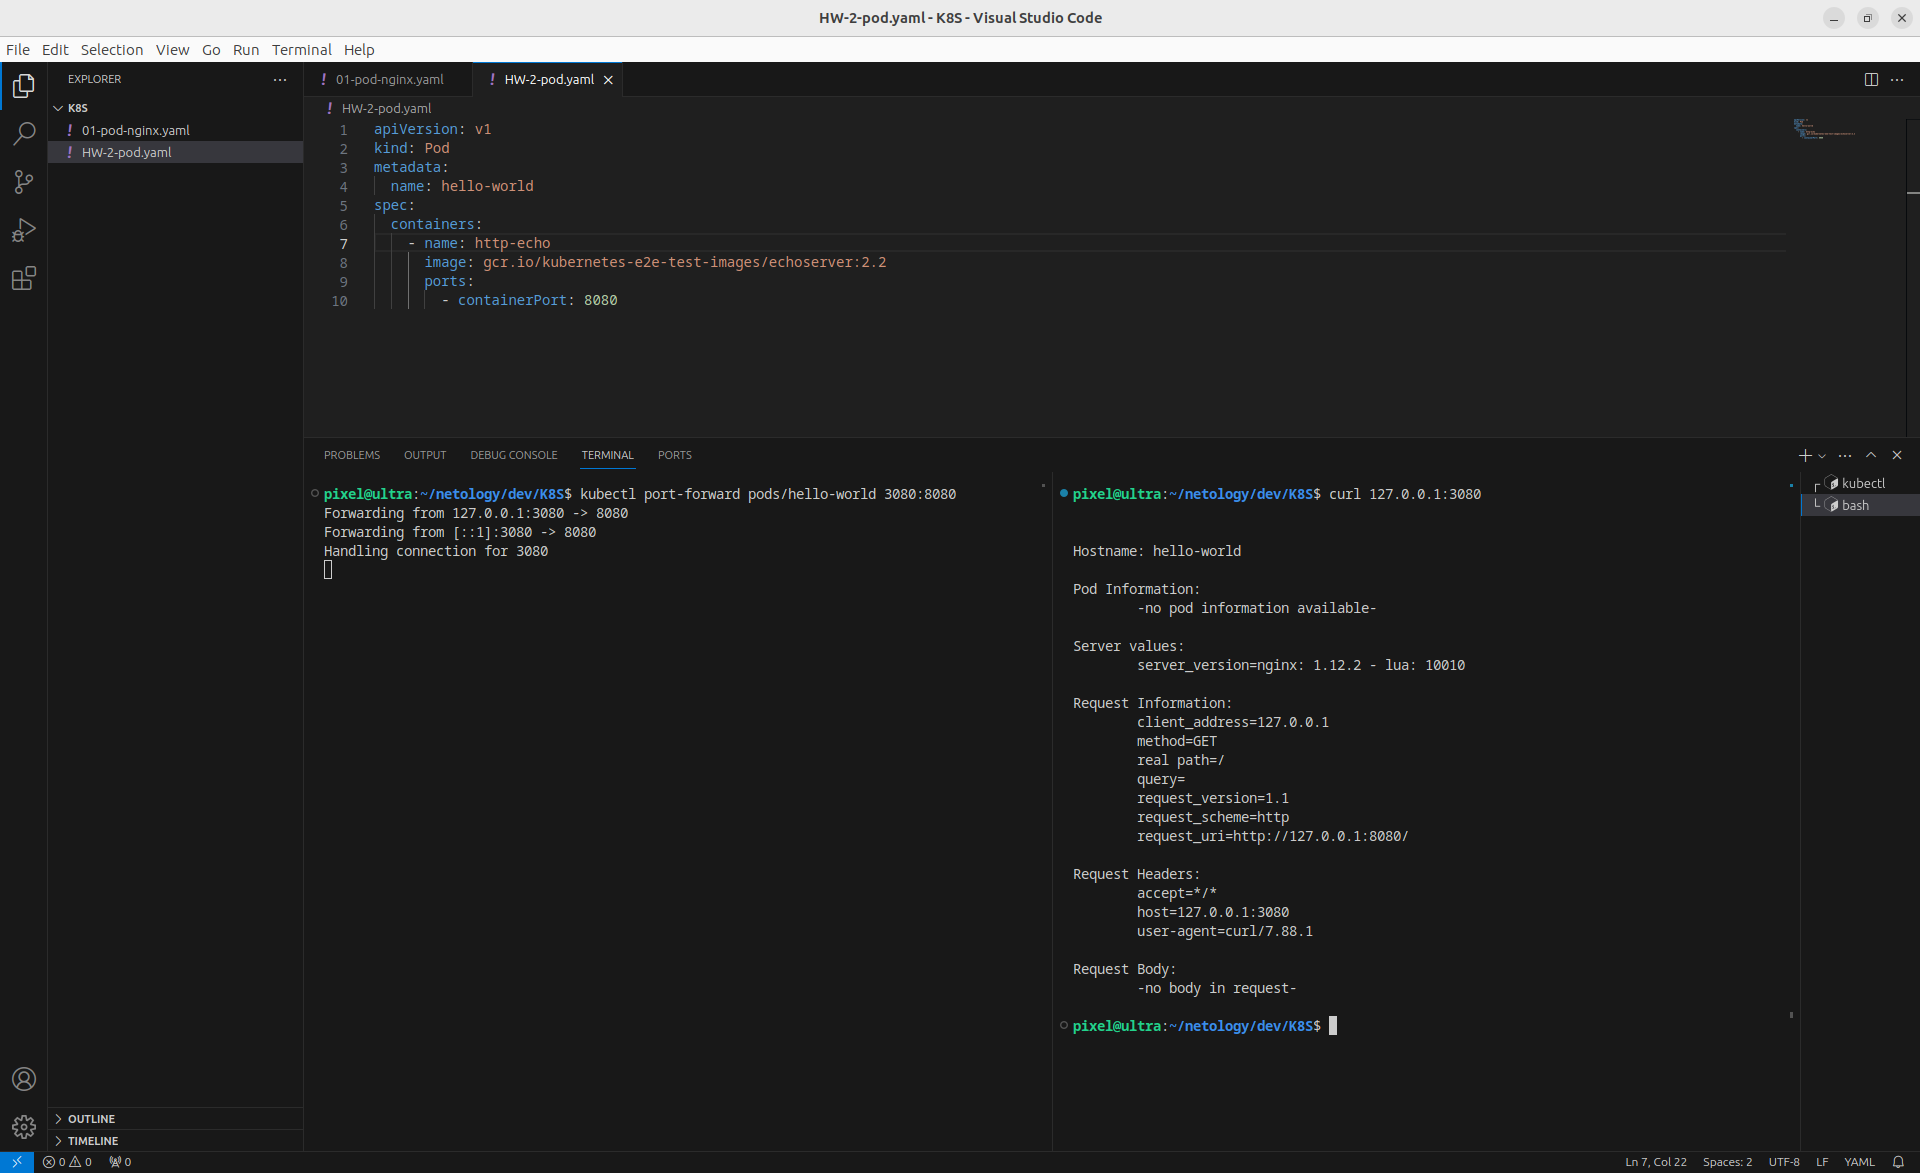 HW-2-pod.yaml - K8S - Visual Studio Code
File Edit Selection View Go Run Terminal Help
EXPLORER
K8S
! 01-pod-nginx.yaml
! HW-2-pod.yaml
OUTLINE
TIMELINE
! 01-pod-nginx.yaml ! HW-2-pod.yaml
! HW-2-pod.yaml
1 apiVersion: v1
2 kind: Pod
3 metadata:
4 name: hello-world
5 spec:
6 containers:
7 - name: http-echo
8 image: gcr.io/kubernetes-e2e-test-images/echoserver:2.2
9 ports:
10 - containerPort: 8080
PROBLEMS OUTPUT DEBUG CONSOLE TERMINAL PORTS
pixel@ultra:~/netology/dev/K8S$ kubectl port-forward pods/hello-world 3080:8080
Forwarding from 127.0.0.1:3080 -> 8080
Forwarding from [::1]:3080 -> 8080
Handling connection for 3080
pixel@ultra:~/netology/dev/K8S$ curl 127.0.0.1:3080
Hostname: hello-world
Pod Information:
-no pod information available-
Server values:
server_version=nginx: 1.12.2 - lua: 10010
Request Information:
client_address=127.0.0.1
method=GET
real path=/
query=
request_version=1.1
request_scheme=http
request_uri=http://127.0.0.1:8080/
Request Headers:
accept=*/*
host=127.0.0.1:3080
user-agent=curl/7.88.1
Request Body:
-no body in request-
pixel@ultra:~/netology/dev/K8S$
kubectl
bash
0 0 0 Ln 7, Col 22 Spaces: 2 UTF-8 LF YAML